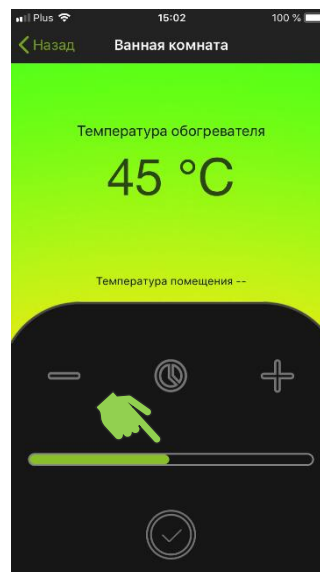 Plus 15:02 100 %
Назад Ванная комната
Температура обогревателя
45 °C
Температура помещения --